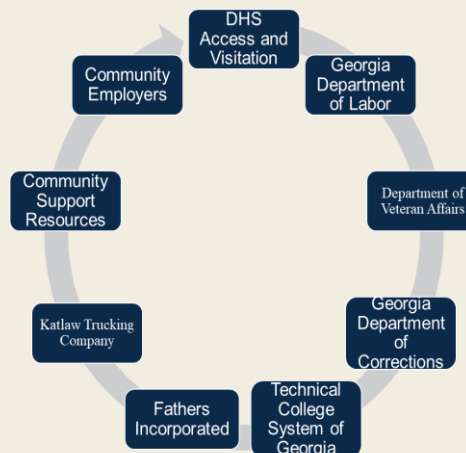 DHS
Access and
Visitation
Georgia
Department
of Labor
Department of
Veteran Affairs
Georgia
Department
of
Corrections
Technical
College
System of
Georgia
Fathers
Incorporated
Katlaw Trucking
Company
Community
Support
Resources
Community
Employers